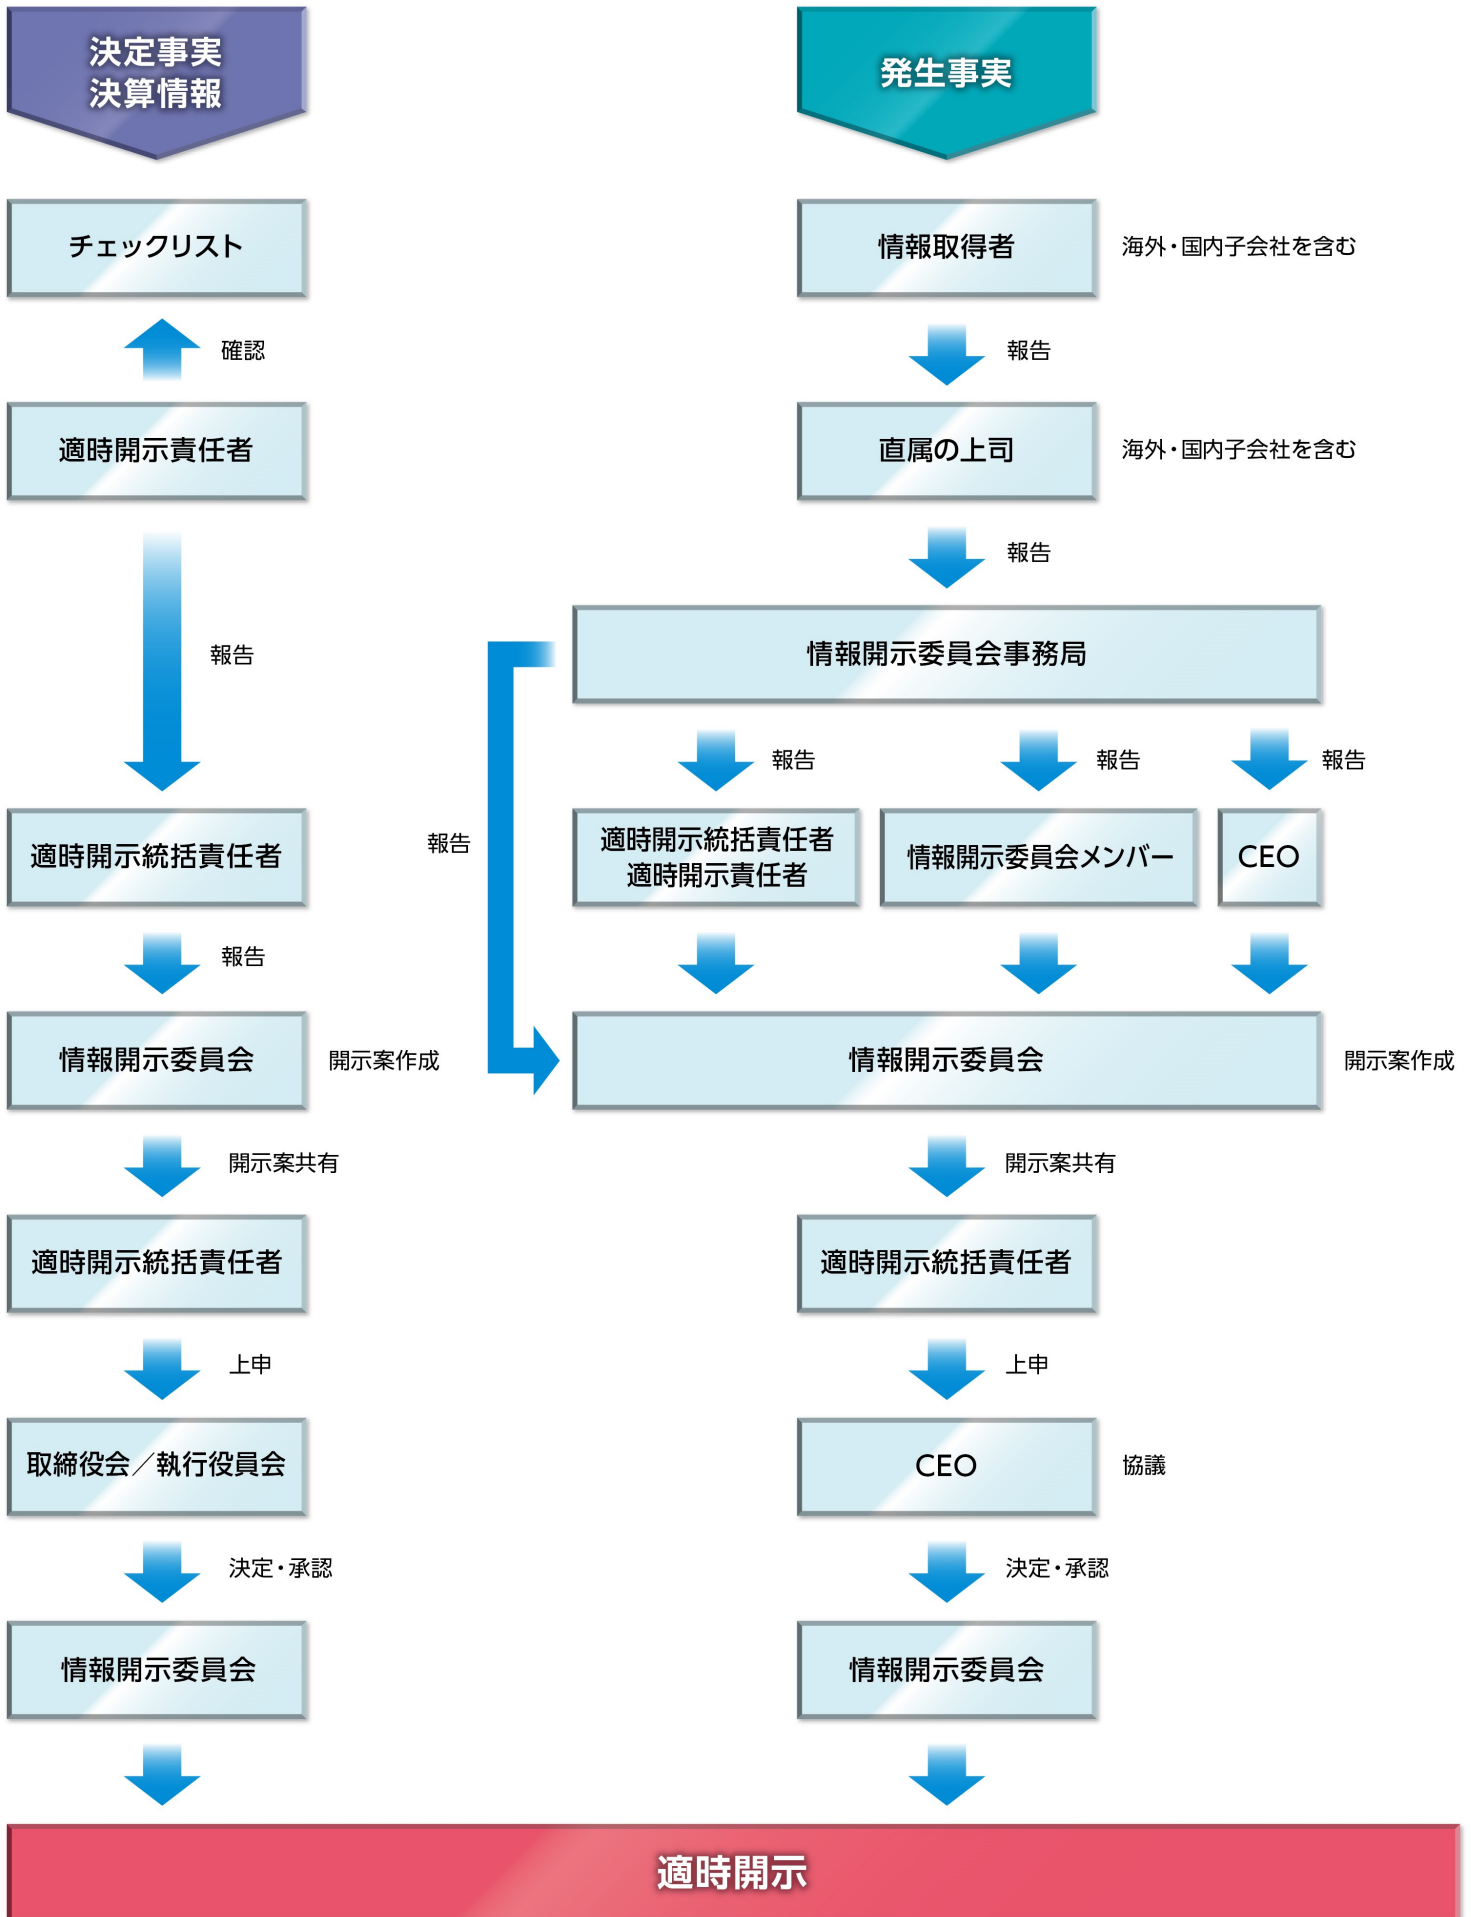 決定事実
決算情報
チェックリスト
確認
適時開示責任者
報告
適時開示統括責任者
報告
情報開示委員会
開示案作成
開示案共有
適時開示統括責任者
上申
取締役会／執行役員会
決定・承認
情報開示委員会
発生事実
情報取得者
海外・国内子会社を含む
報告
直属の上司
海外・国内子会社を含む
報告
情報開示委員会事務局
報告
報告
報告
報告
適時開示統括責任者
適時開示責任者
情報開示委員会メンバー
CEO
情報開示委員会
開示案作成
開示案共有
適時開示統括責任者
上申
CEO
協議
決定・承認
情報開示委員会
適時開示